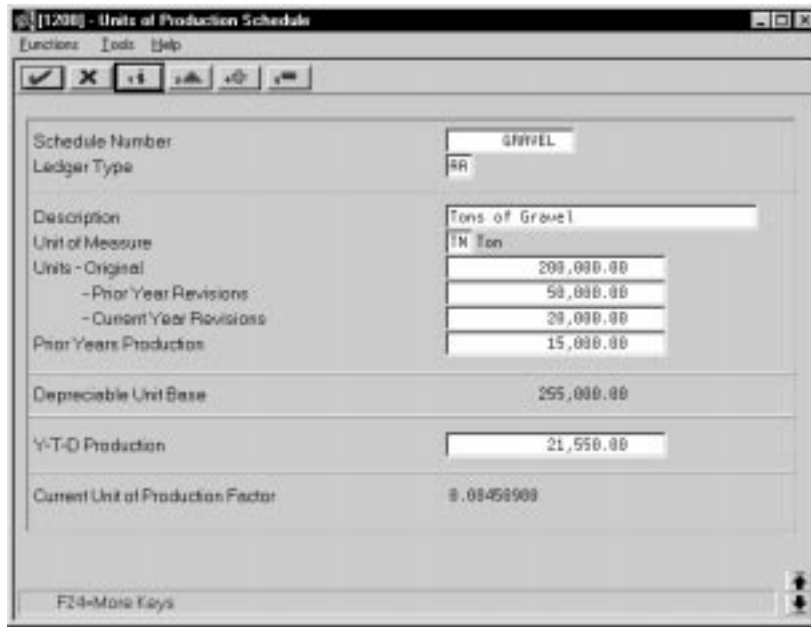 [1208] - Units of Production Schedule
Functions Tools Help
Schedule Number GRAVEL
Ledger Type AA
Description Tons of Gravel
Unit of Measure TN Ton
Units - Original 200,000.00
- Prior Year Revisions 50,000.00
- Current Year Revisions 20,000.00
Prior Years Production 15,000.00
Depreciable Unit Base 255,000.00
Y-T-D Production 21,550.00
Current Unit of Production Factor
F24=More Keys